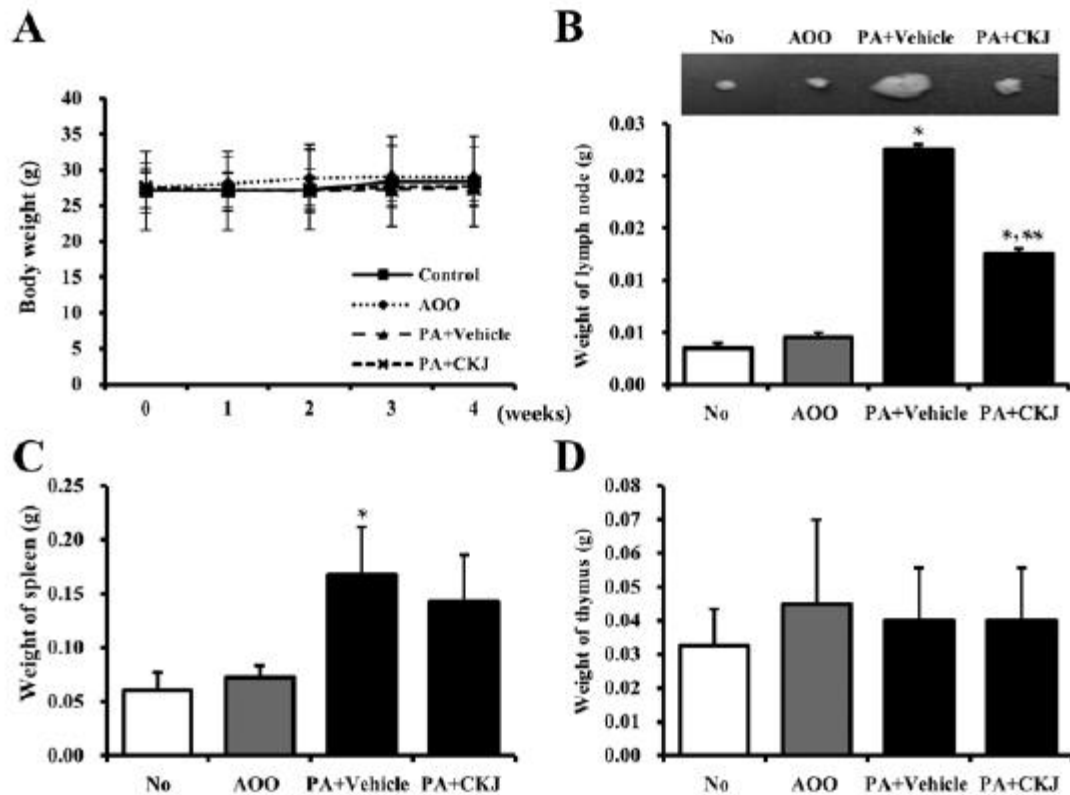 A
Body weight (g)
40
35
30
25
20
15
10
5
0
Control
AOO
PA+Vehicle
PA+CKJ
0 1 2 3 4 (weeks)
B
No AOO PA+Vehicle PA+CKJ
Weight of lymph node (g)
0.03
0.02
0.02
0.01
0.01
0.00
*
*,**
No AOO PA+Vehicle PA+CKJ
C
Weight of spleen (g)
0.25
0.20
0.15
0.10
0.05
0.00
*
No AOO PA+Vehicle PA+CKJ
D
Weight of thymus (g)
0.08
0.07
0.06
0.05
0.04
0.03
0.02
0.01
0.00
No AOO PA+Vehicle PA+CKJ